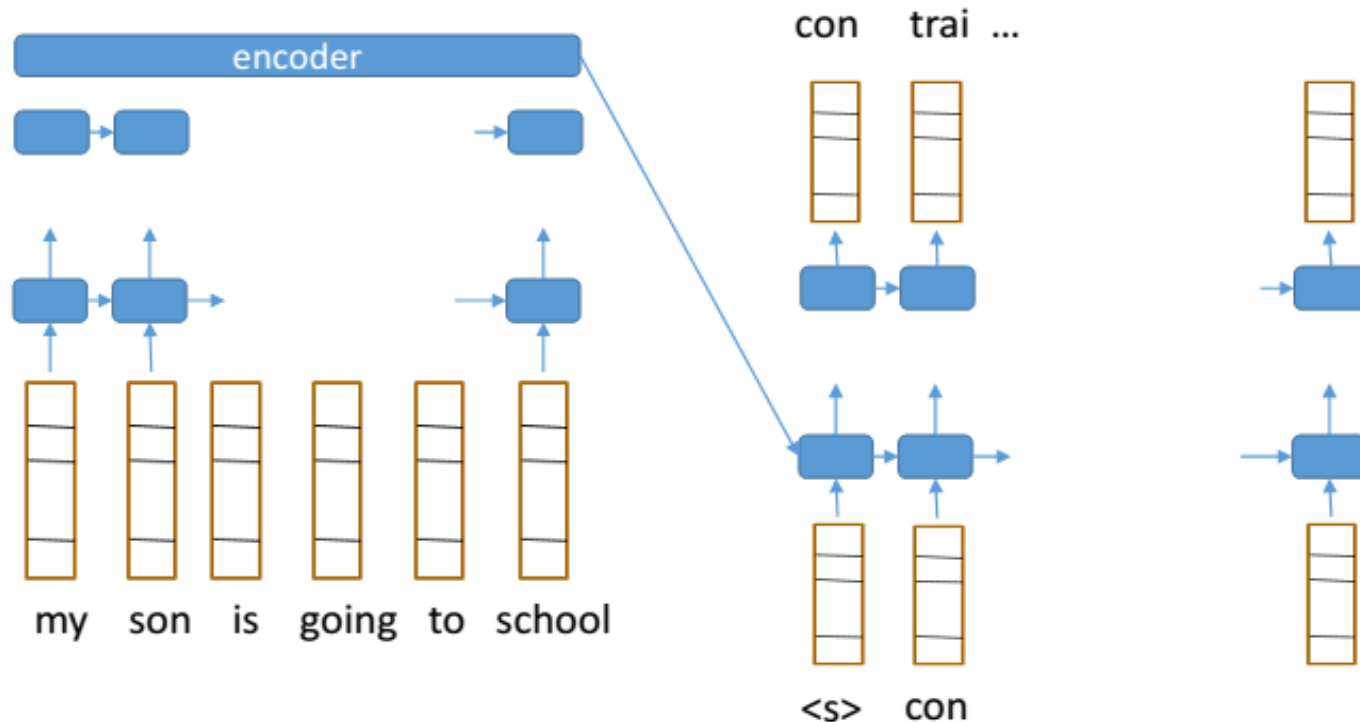 con trai ...
encoder
my son is going to school
<s> con